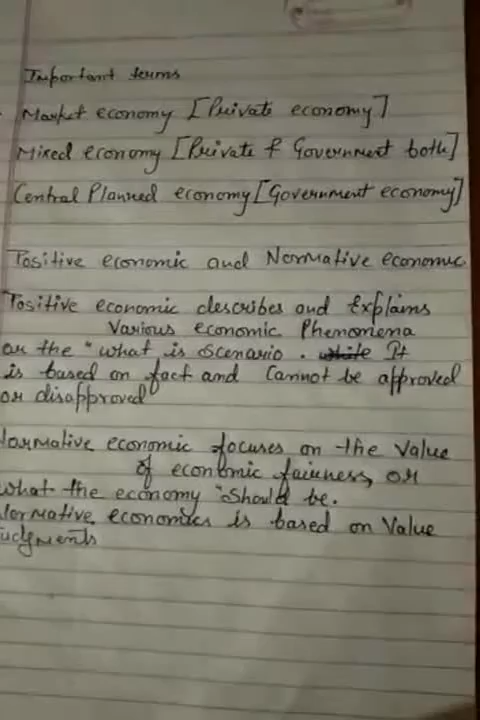 Important terms
Market economy [Private economy]
Mixed economy [Private & Government both]
Central Planned economy [Government economy]
Positive economic and Normative economic
Positive economic describes and Explains
Various economic Phenomena
or the "what is scenario. while It
is based on fact and Cannot be approved
or disapproved
Normative economic focuses on the Value
of economic fairness, or
what the economy "should be.
Normative economics is based on Value
Judgments